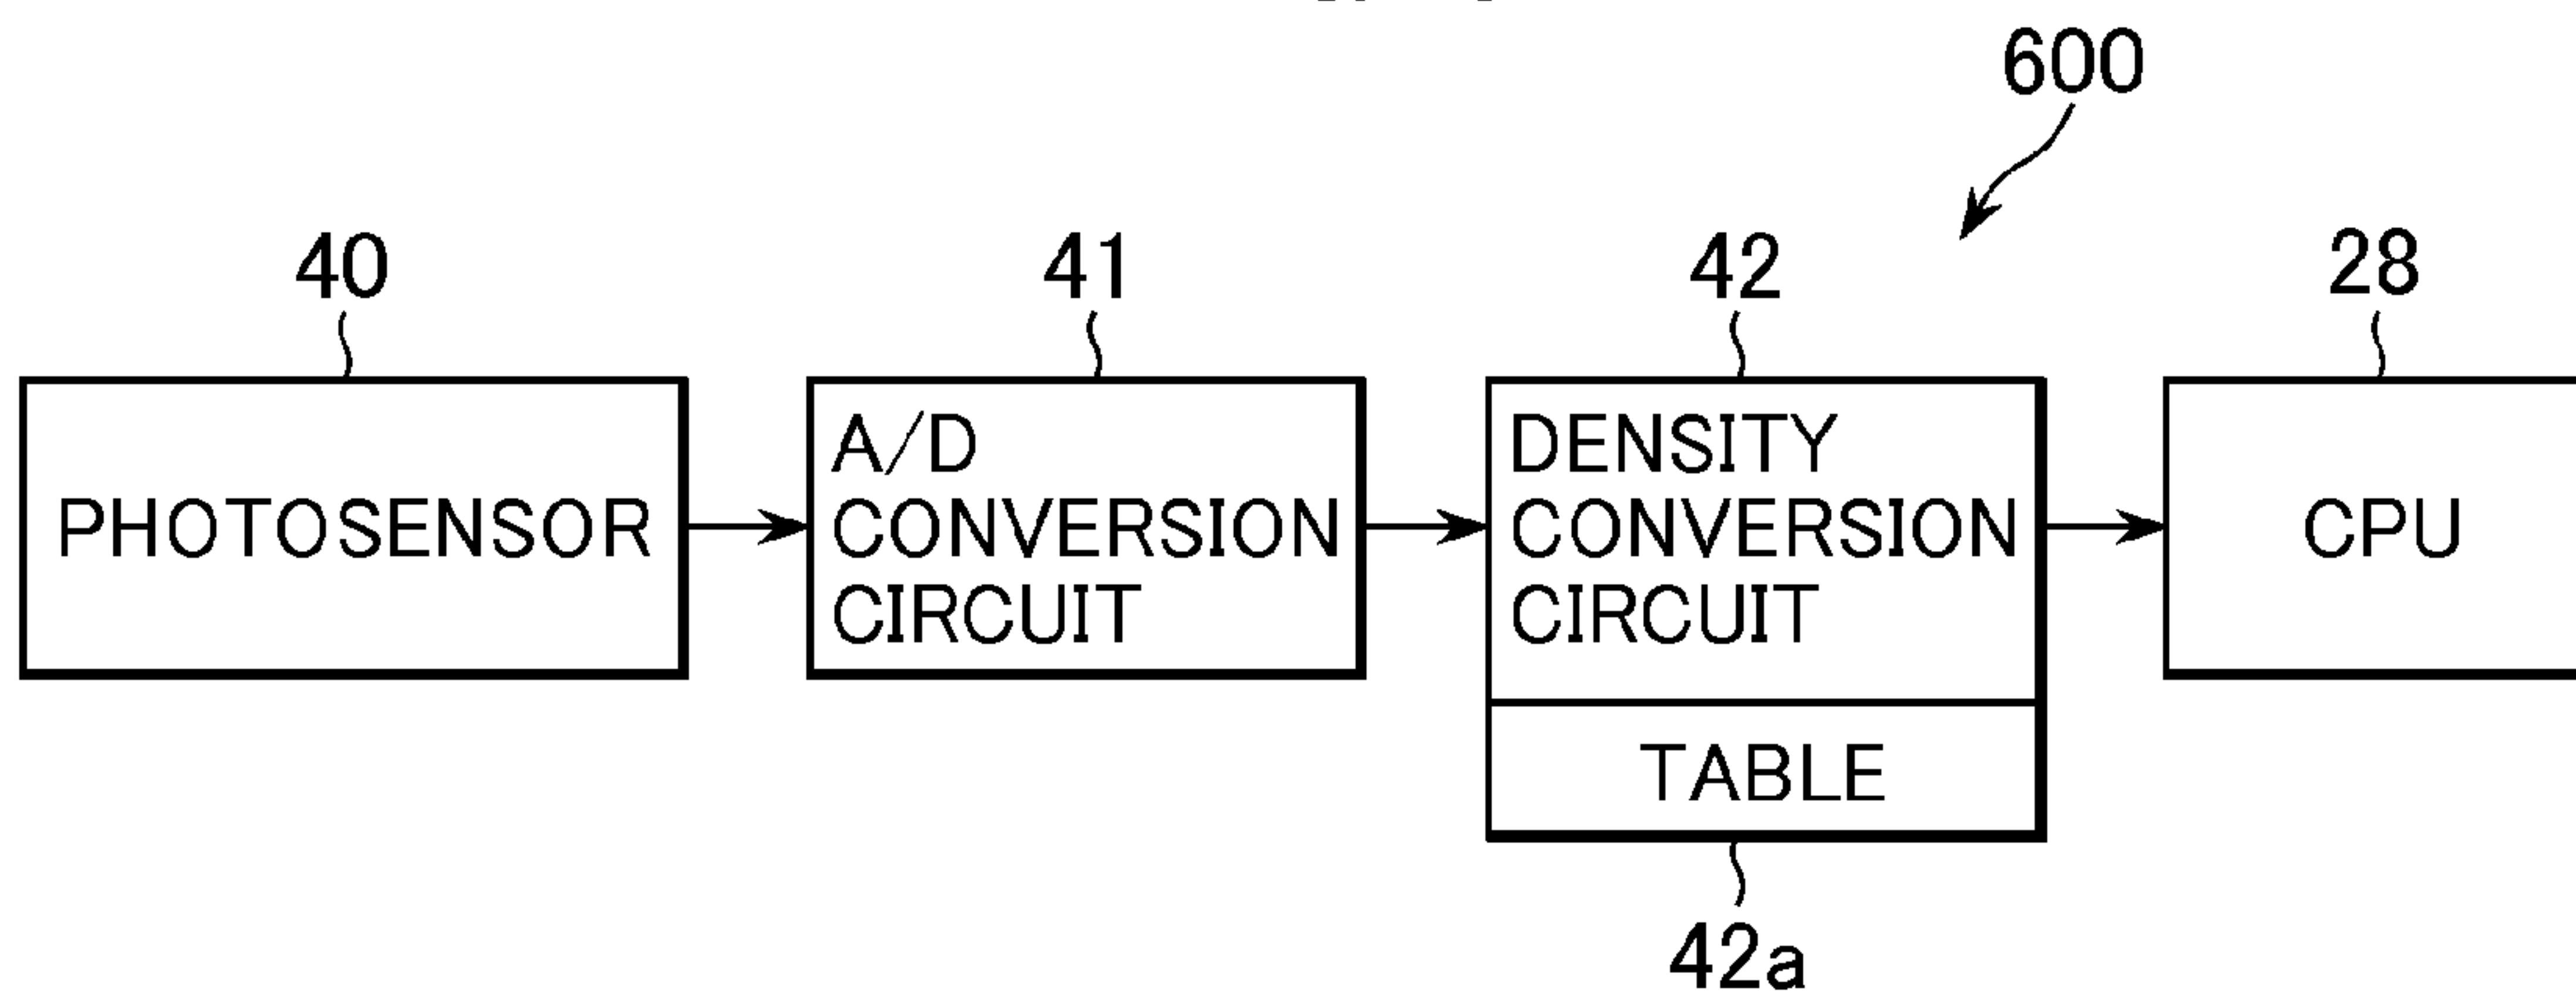 600
40
41
42
28
PHOTOSENSOR
A/D
CONVERSION
CIRCUIT
DENSITY
CONVERSION
CIRCUIT
TABLE
CPU
42a